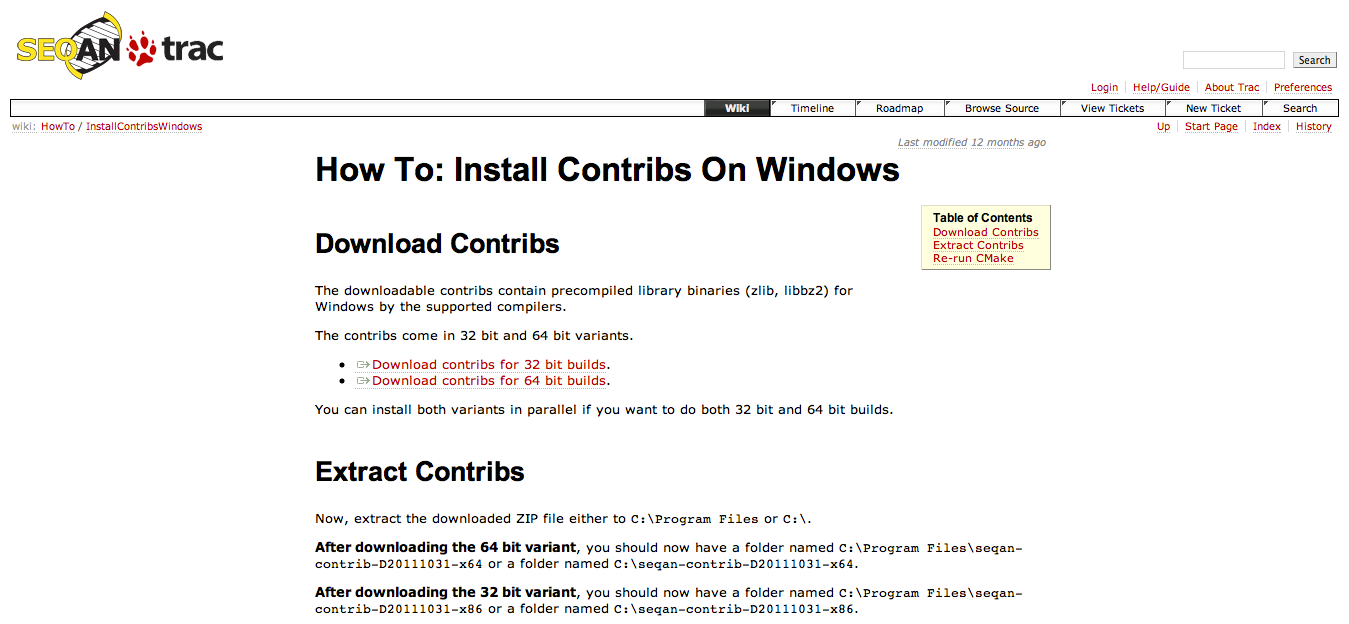 SEQAN trac
Search
Login Help/Guide About Trac Preferences
Wiki Timeline Roadmap Browse Source View Tickets New Ticket Search
wiki: HowTo / InstallContribsWindows
Up Start Page Index History
Last modified 12 months ago
How To: Install Contribs On Windows
Table of Contents
Download Contribs
Extract Contribs
Re-run CMake
Download Contribs
The downloadable contribs contain precompiled library binaries (zlib, libbz2) for
Windows by the supported compilers.
The contribs come in 32 bit and 64 bit variants.
• Download contribs for 32 bit builds.
• Download contribs for 64 bit builds.
You can install both variants in parallel if you want to do both 32 bit and 64 bit builds.
Extract Contribs
Now, extract the downloaded ZIP file either to C:\Program Files or C:\.
After downloading the 64 bit variant, you should now have a folder named C:\Program Files\seqan-
contrib-D20111031-x64 or a folder named C:\seqan-contrib-D20111031-x64.
After downloading the 32 bit variant, you should now have a folder named C:\Program Files\seqan-
contrib-D20111031-x86 or a folder named C:\seqan-contrib-D20111031-x86.